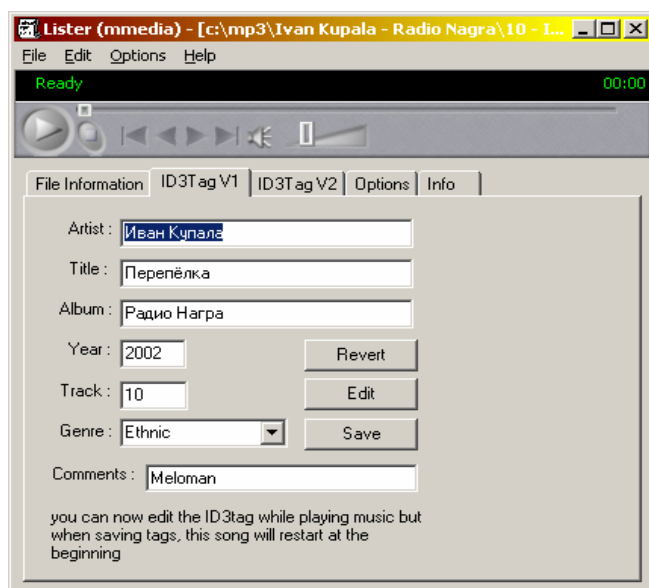 Lister (mmedia) - [c:\mp3\Ivan Kupala - Radio Nagra\10 - I...
File Edit Options Help
Ready 00:00
File Information ID3Tag V1 ID3Tag V2 Options Info
Artist : Иван Купала
Title : Перепёлка
Album : Радио Награ
Year : 2002 Revert
Track : 10 Edit
Genre : Ethnic Save
Comments : Meloman
you can now edit the ID3tag while playing music but
when saving tags, this song will restart at the
beginning